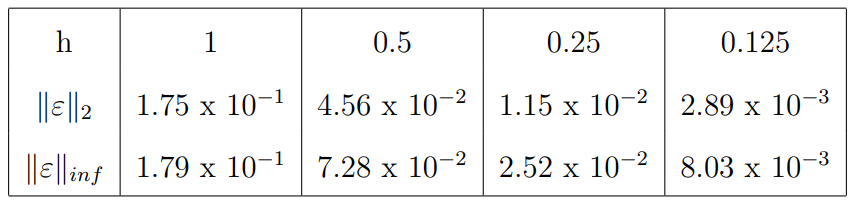 h 1 0.5 0.25 0.125
‖ε‖₂ 1.75 x 10⁻¹ 4.56 x 10⁻² 1.15 x 10⁻² 2.89 x 10⁻³
‖ε‖ᵢₙf 1.79 x 10⁻¹ 7.28 x 10⁻² 2.52 x 10⁻² 8.03 x 10⁻³